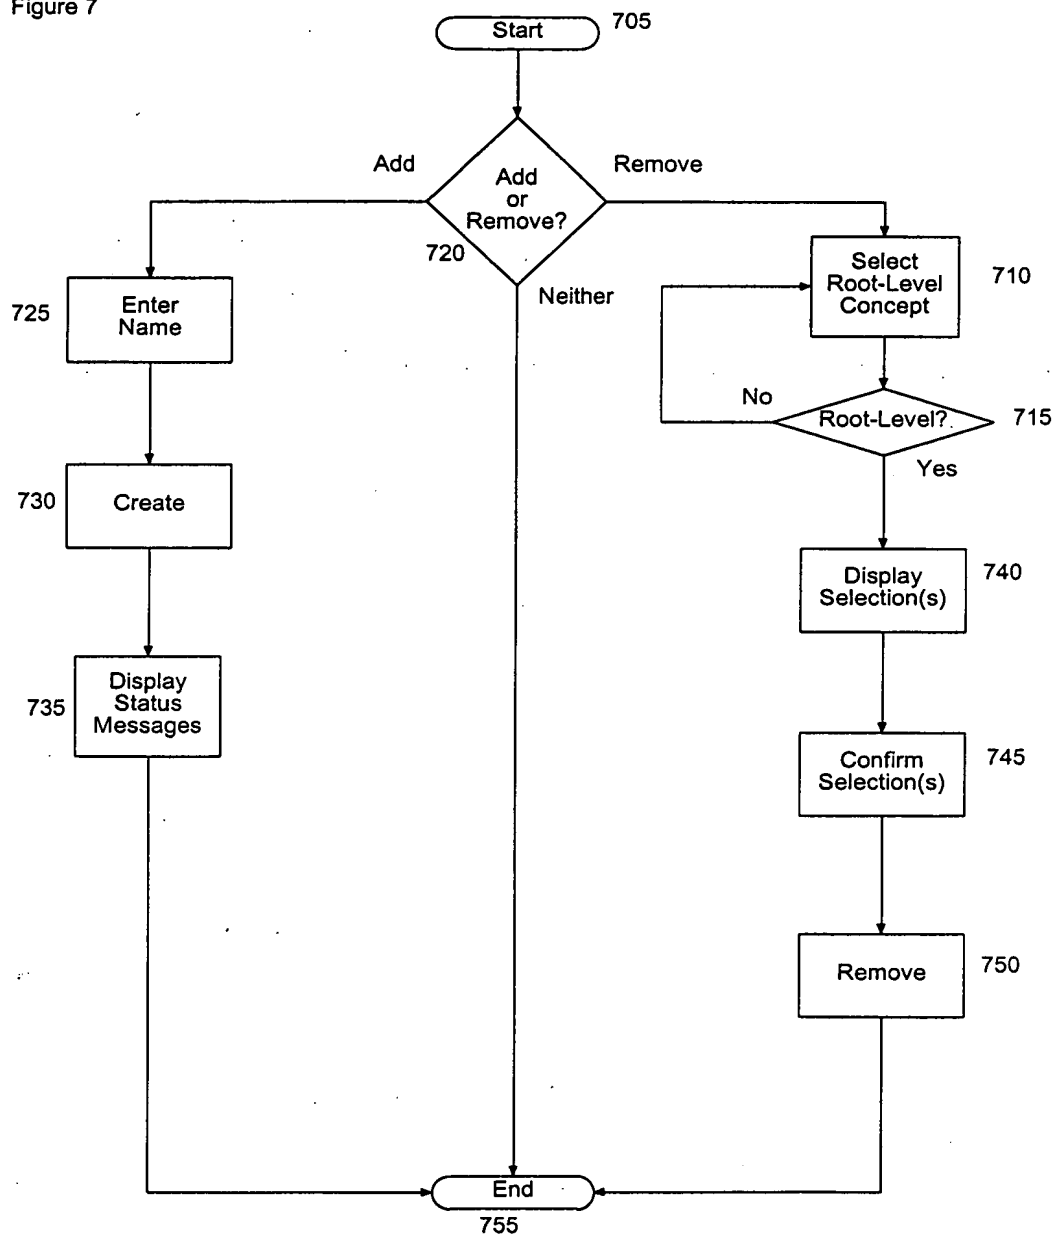 Figure 7
Start
705
Add
Add
or
Remove?
Remove
720
Neither
Select
Root-Level
Concept
710
725
Enter
Name
No
Root-Level?
715
Yes
730
Create
Display
Selection(s)
740
735
Display
Status
Messages
Confirm
Selection(s)
745
Remove
750
End
755